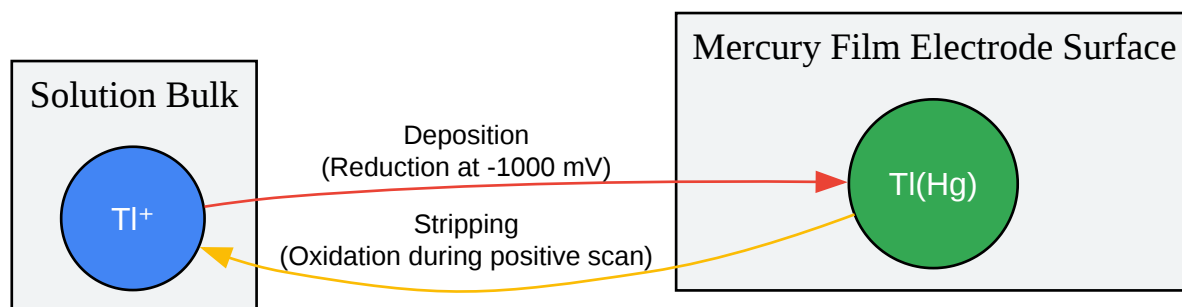 Solution Bulk
Tl⁺
Deposition
(Reduction at -1000 mV)
Stripping
(Oxidation during positive scan)
Mercury Film Electrode Surface
Tl(Hg)